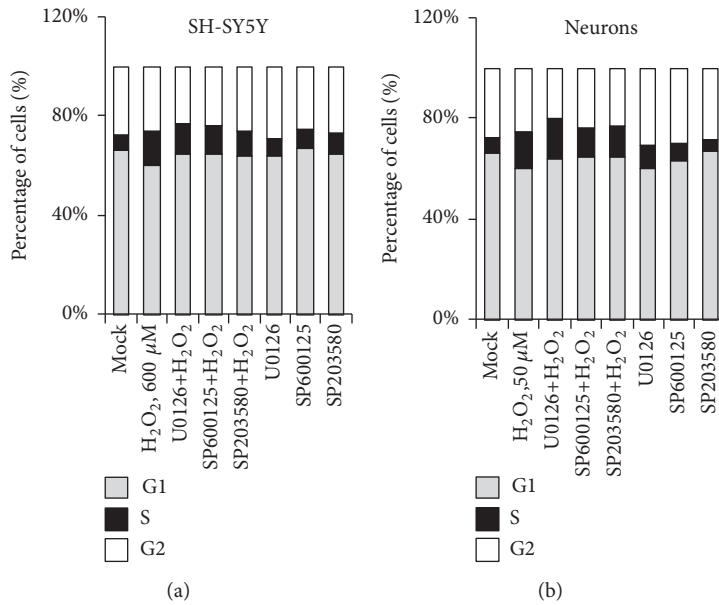 SH-SY5Y
Percentage of cells (%)
120%
80%
40%
0%
Mock
H₂O₂, 600 μM
U0126+H₂O₂
SP600125+H₂O₂
SP203580+H₂O₂
U0126
SP600125
SP203580
G1
S
G2
(a)
Neurons
Percentage of cells (%)
120%
80%
40%
0%
Mock
H₂O₂,50 μM
U0126+H₂O₂
SP600125+H₂O₂
SP203580+H₂O₂
U0126
SP600125
SP203580
G1
S
G2
(b)